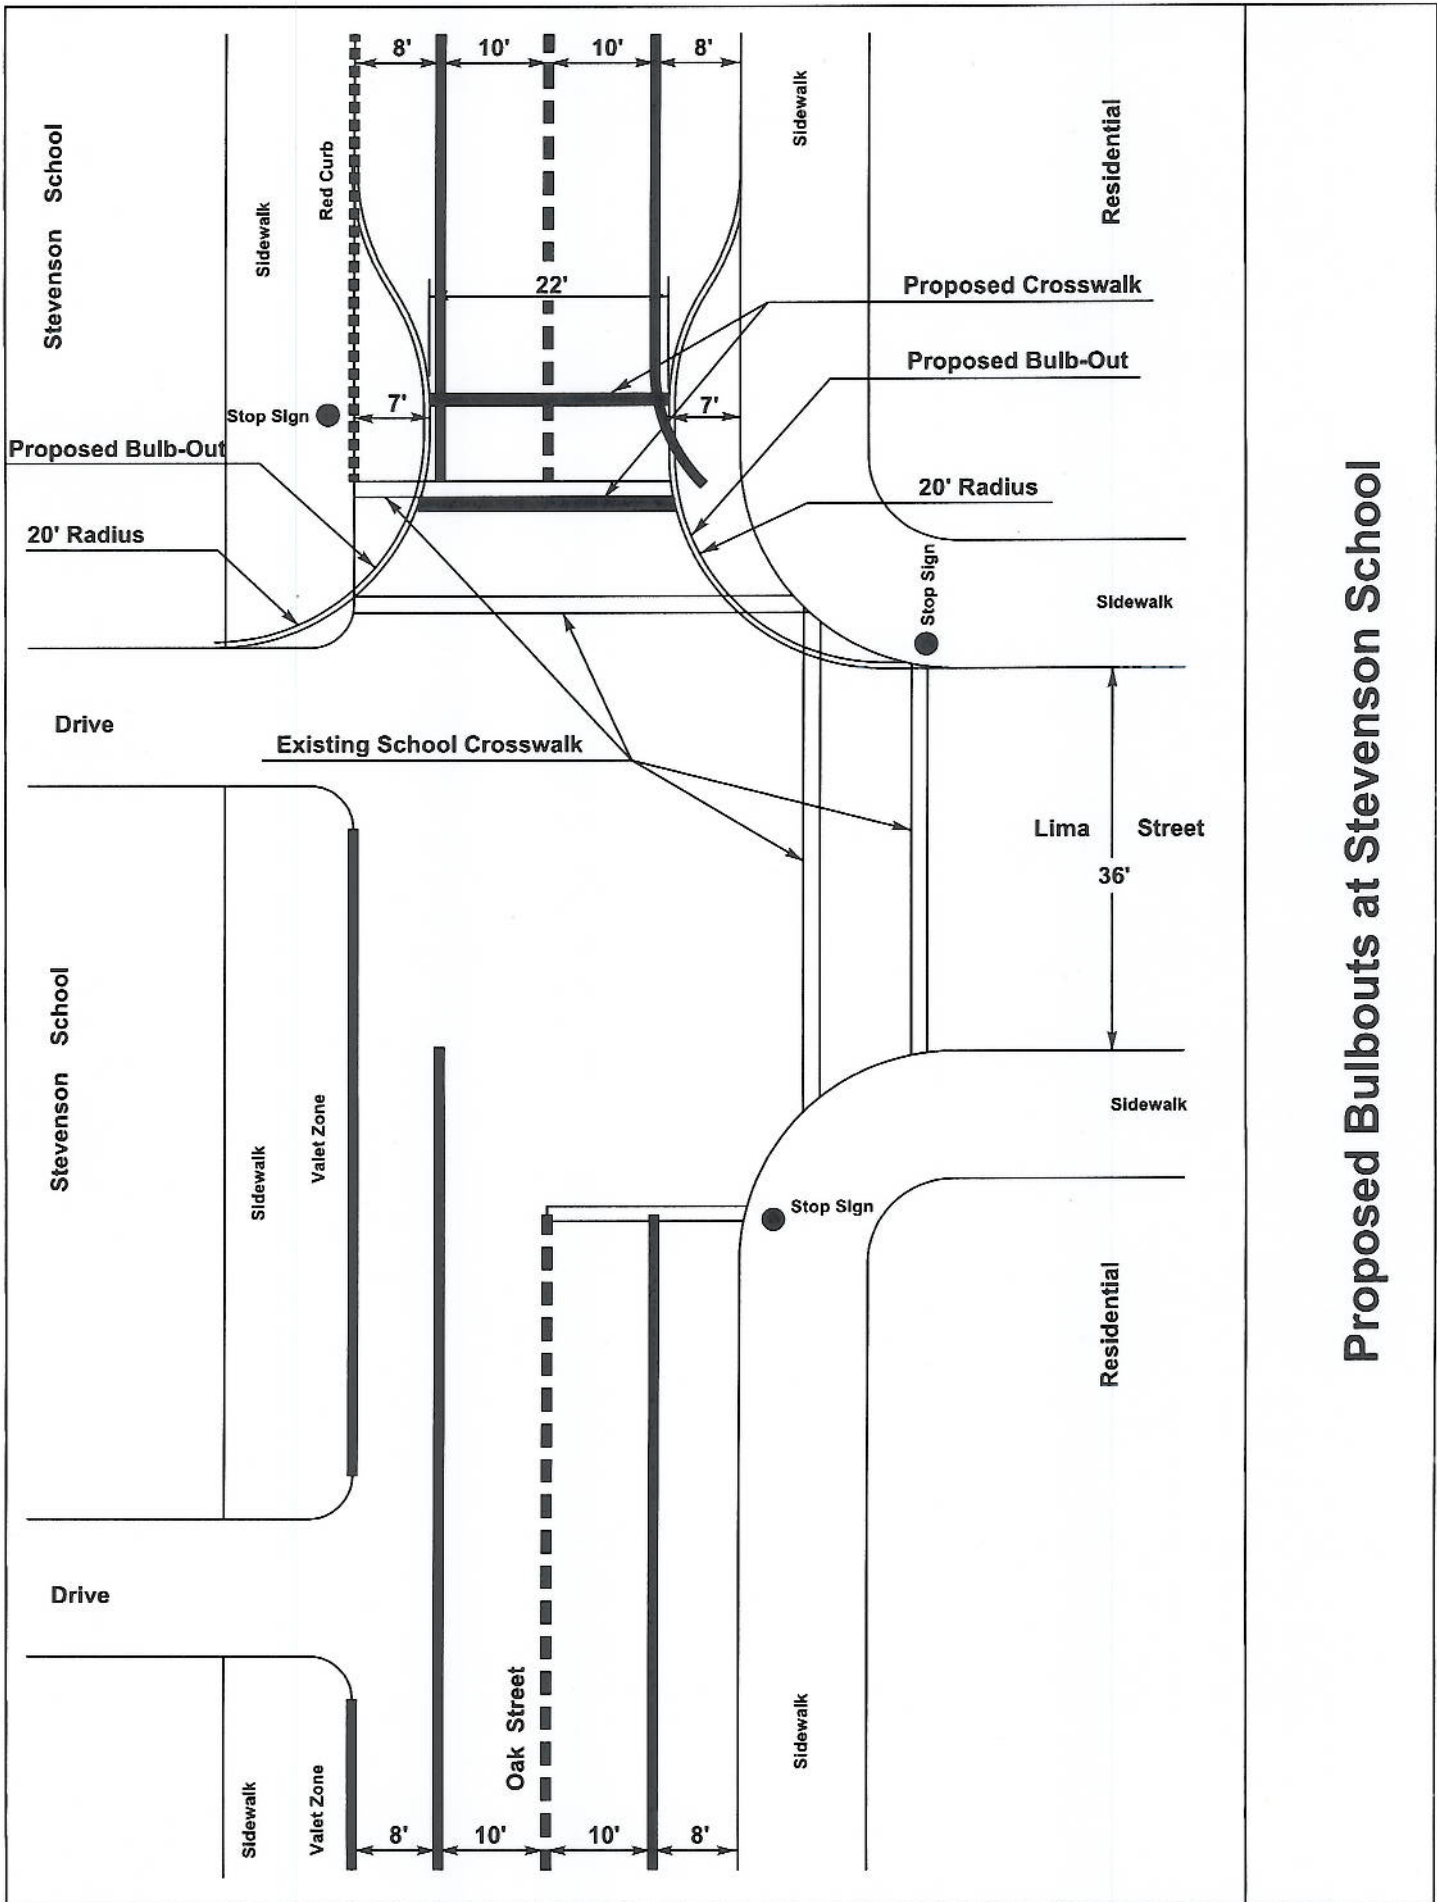 8'
10'
10'
8'
Stevenson School
Sidewalk
Red Curb
Sidewalk
Residential
22'
Proposed Crosswalk
Proposed Bulb-Out
7'
7'
Stop Sign
Proposed Bulb-Out
20' Radius
20' Radius
Stop Sign
Sidewalk
Drive
Existing School Crosswalk
Lima Street
36'
Stevenson School
Sidewalk
Valet Zone
Sidewalk
Stop Sign
Residential
Drive
Oak Street
Sidewalk
Sidewalk
Valet Zone
8'
10'
10'
8'
Proposed Bulbouts at Stevenson School